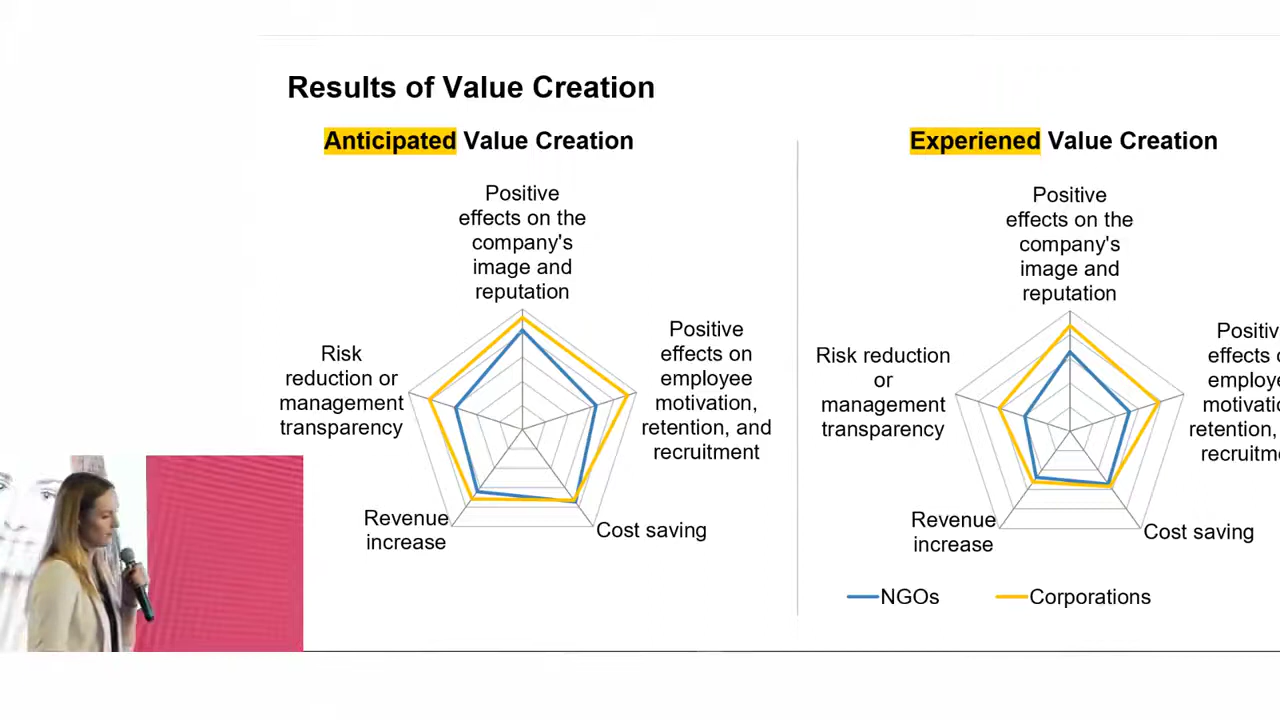 Results of Value Creation
Anticipated Value Creation
Positive
effects on the
company's
image and
reputation
Positive
effects on
employee
motivation,
retention, and
recruitment
Cost saving
Revenue
increase
Risk
reduction or
management
transparency
Experiened Value Creation
Positive
effects on the
company's
image and
reputation
effects
retention,
Cost saving
Revenue
increase
Risk reduction
or
management
transparency
NGOs
Corporations